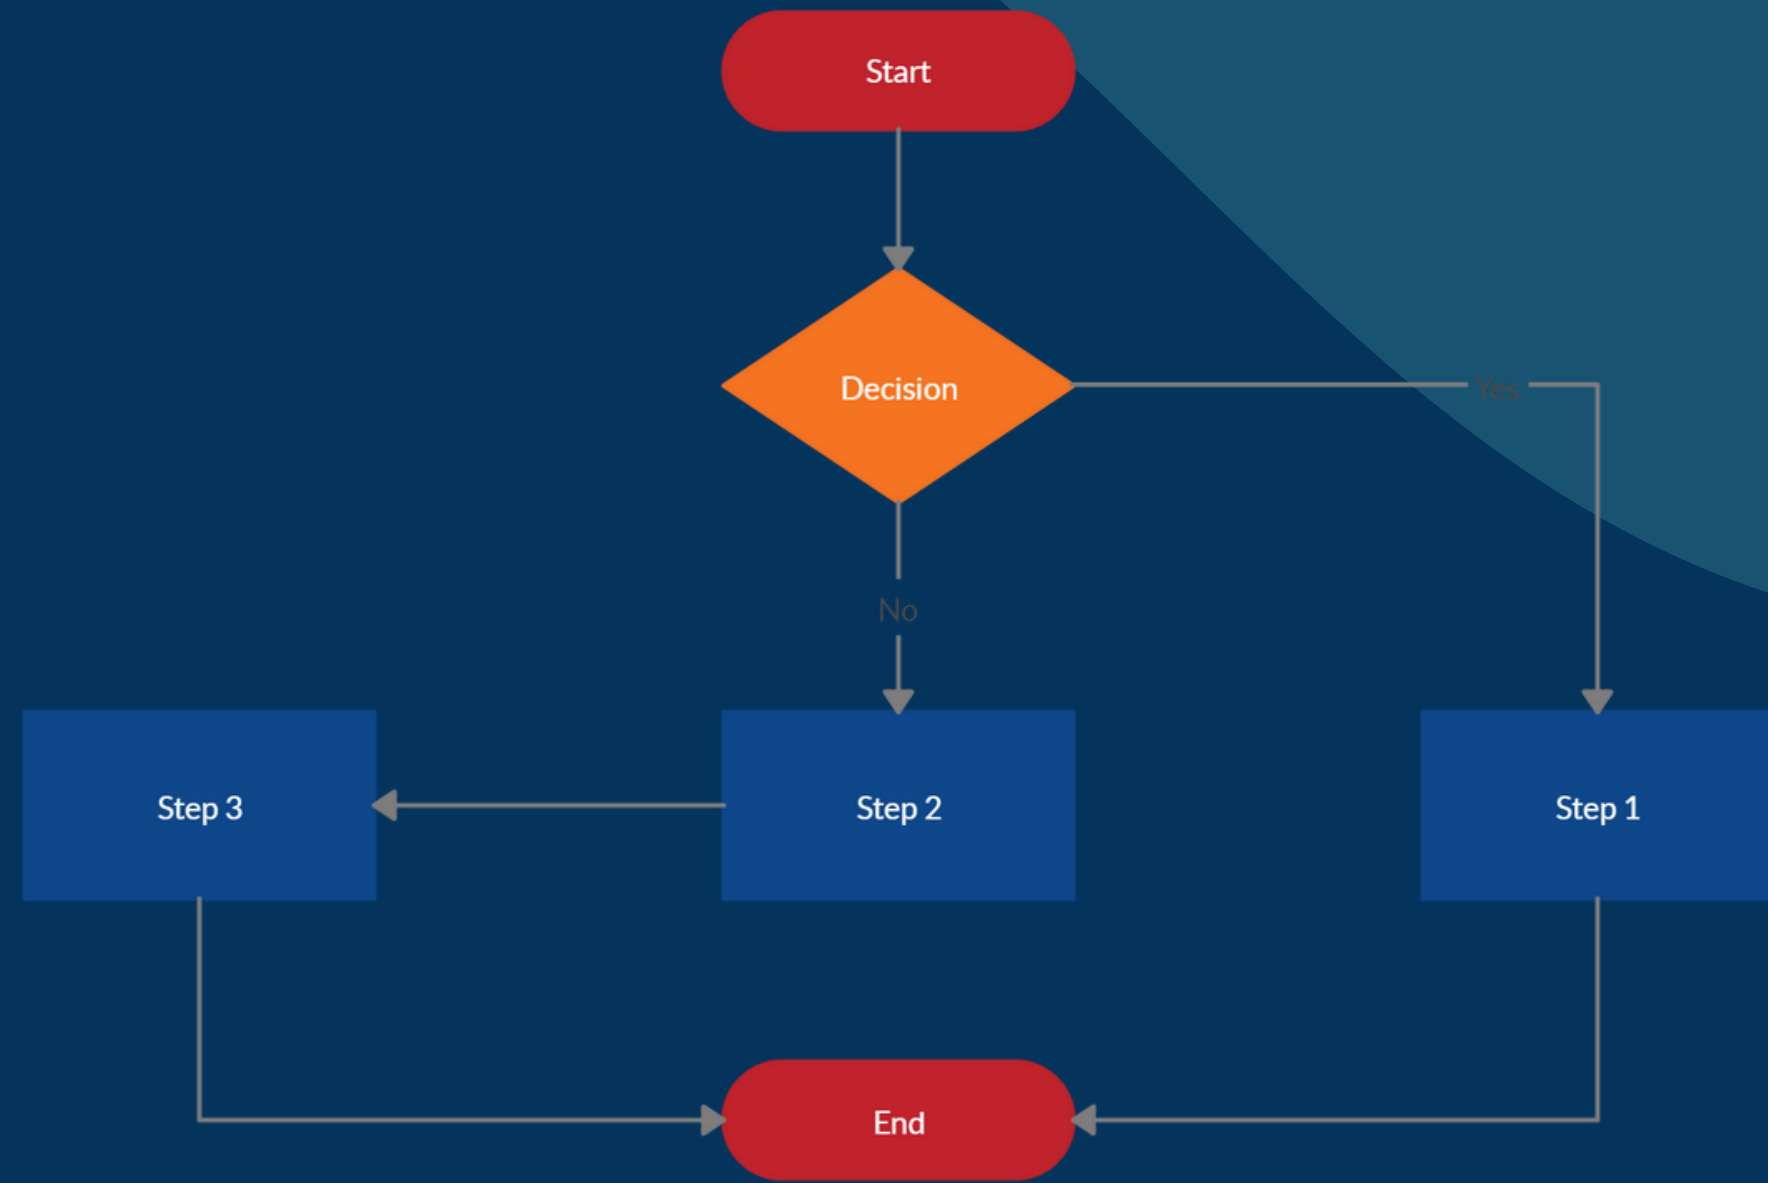 Start
Decision
Yes
No
Step 3
Step 2
Step 1
End